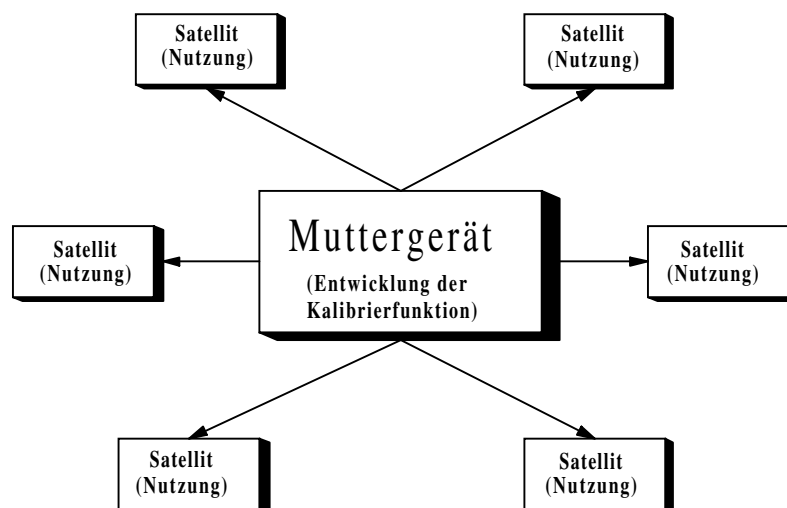 Satellit
(Nutzung)
Satellit
(Nutzung)
Satellit
(Nutzung)
Muttergerät
(Entwicklung der
Kalibrierfunktion)
Satellit
(Nutzung)
Satellit
(Nutzung)
Satellit
(Nutzung)